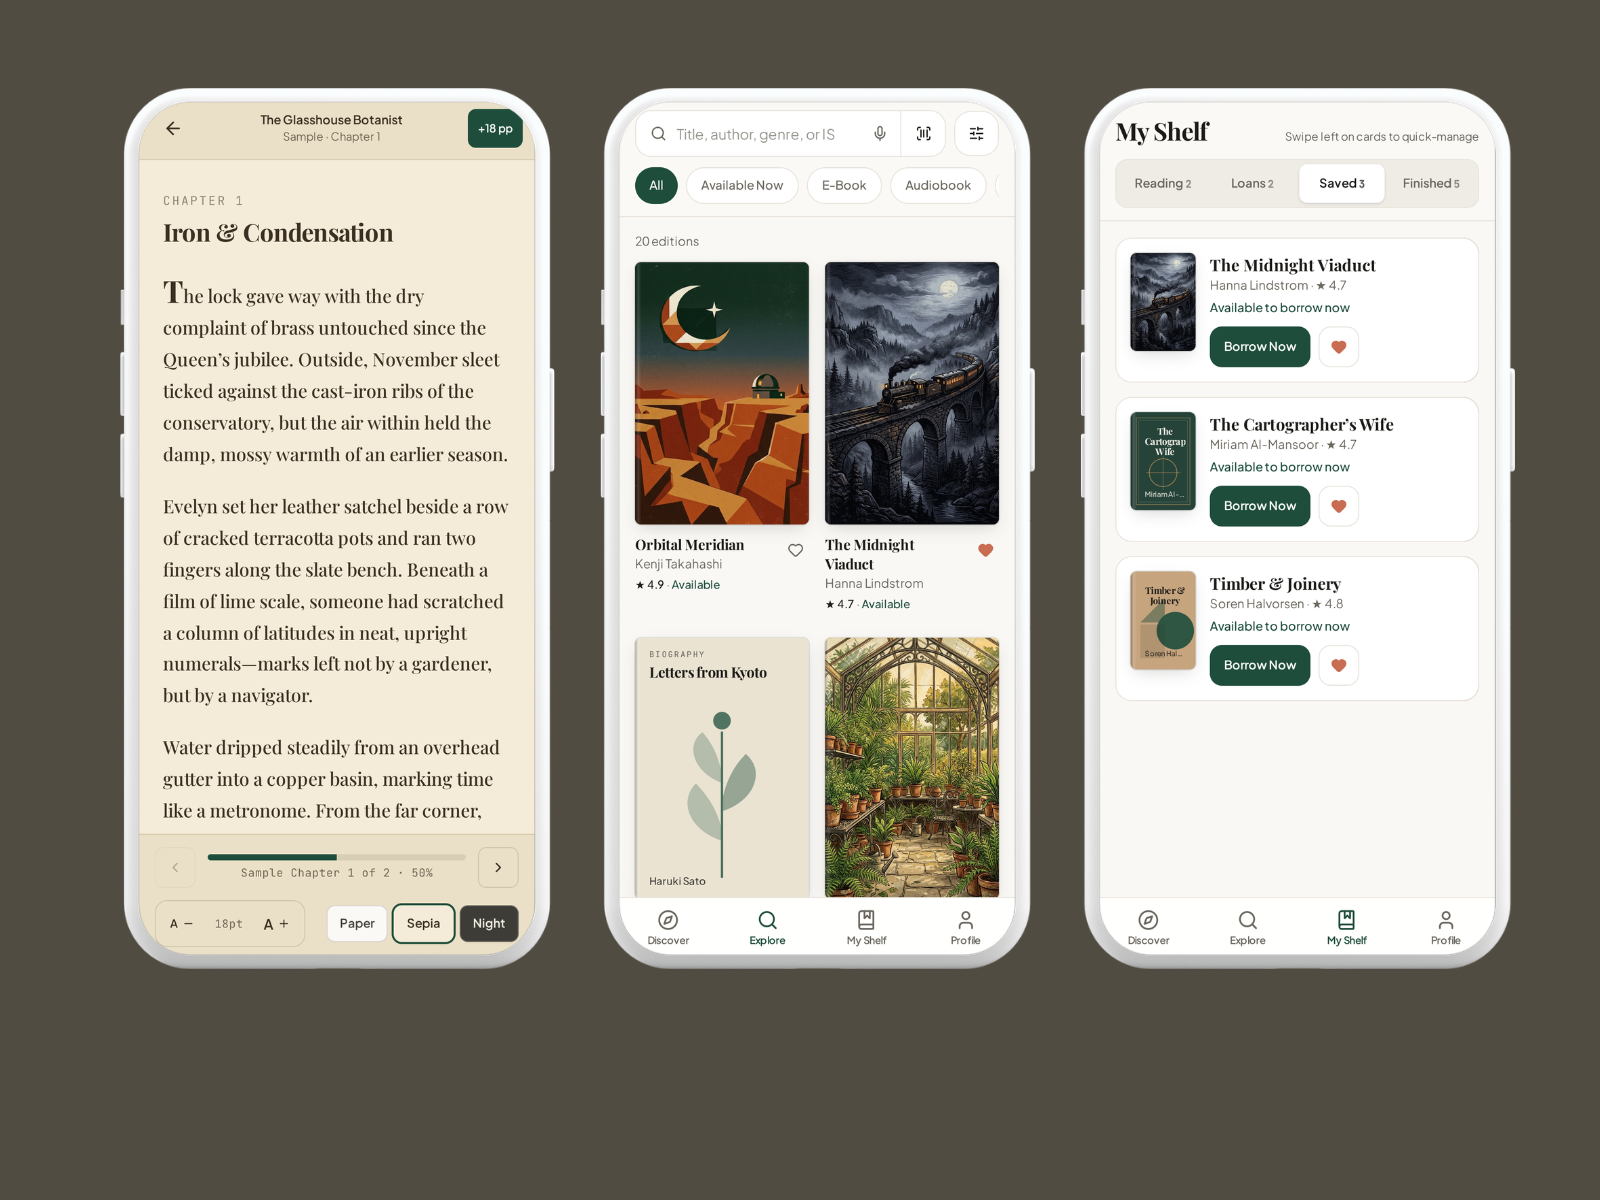 The Glasshouse Botanist
Sample · Chapter 1
+18 pp
CHAPTER 1
Iron & Condensation
The lock gave way with the dry
complaint of brass untouched since the
Queen’s jubilee. Outside, November sleet
ticked against the cast-iron ribs of the
conservatory, but the air within held the
damp, mossy warmth of an earlier season.
Evelyn set her leather satchel beside a row
of cracked terracotta pots and ran two
fingers along the slate bench. Beneath a
film of lime scale, someone had scratched
a column of latitudes in neat, upright
numerals—marks left not by a gardener,
but by a navigator.
Water dripped steadily from an overhead
gutter into a copper basin, marking time
like a metronome. From the far corner,
Sample Chapter 1 of 2 · 50%
A − 18pt A +
Paper Sepia Night
Title, author, genre, or IS
All Available Now E-Book Audiobook
20 editions
Orbital Meridian
Kenji Takahashi
★ 4.9 · Available
The Midnight
Viaduct
Hanna Lindstrom
★ 4.7 · Available
BIOGRAPHY
Letters from Kyoto
Haruki Sato
Discover Explore My Shelf Profile
My Shelf
Swipe left on cards to quick-manage
Reading 2 Loans 2 Saved 3 Finished 5
The Midnight Viaduct
Hanna Lindstrom · ★ 4.7
Available to borrow now
Borrow Now
The
Cartograp
Wife
Miriam Al-...
The Cartographer’s Wife
Miriam Al-Mansoor · ★ 4.7
Available to borrow now
Borrow Now
Timber &
Joinery
Soren Hal...
Timber & Joinery
Soren Halvorsen · ★ 4.8
Available to borrow now
Borrow Now
Discover Explore My Shelf Profile